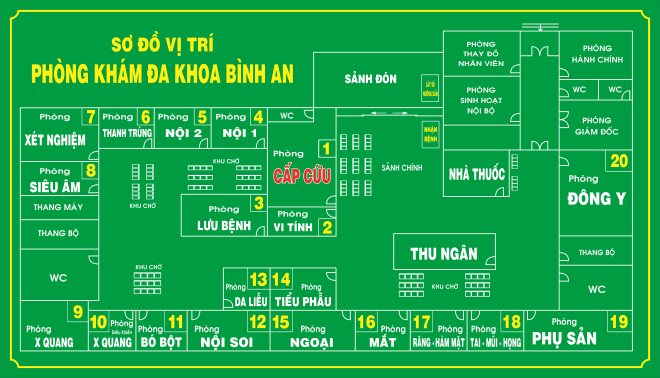 SƠ ĐỒ VỊ TRÍ
PHÒNG KHÁM ĐA KHOA BÌNH AN
SẢNH ĐÓN
PHÒNG
THAY ĐỒ
NHÂN VIÊN
PHÒNG
HÀNH CHÍNH
WC
WC
PHÒNG
SINH HOẠT
NỘI BỘ
PHÒNG
GIÁM ĐỐC
NHẬN
BỆNH
Phòng 7
XÉT NGHIỆM
Phòng 6
THANH TRÙNG
Phòng 5
NỘI 2
Phòng 4
NỘI 1
WC
Phòng 1
CẤP CỨU
SẢNH CHÍNH
NHÀ THUỐC
20
Phòng
ĐÔNG Y
Phòng 8
SIÊU ÂM
KHU CHỜ
THANG MÁY
KHU CHỜ
Phòng 3
LƯU BỆNH
Phòng
VI TÍNH 2
THANG BỘ
THU NGÂN
THANG BỘ
WC
KHU CHỜ
KHU CHỜ
WC
13
Phòng
DA LIỄU
14
Phòng
TIỂU PHẪU
9
Phòng
X QUANG
10
Phòng
Điều khiển
X QUANG
11
Phòng
BÓ BỘT
12
Phòng
NỘI SOI
15
Phòng
NGOẠI
16
Phòng
MẮT
17
Phòng
RĂNG - HÀM MẶT
18
Phòng
TAI - MŨI - HỌNG
19
Phòng
PHỤ SẢN